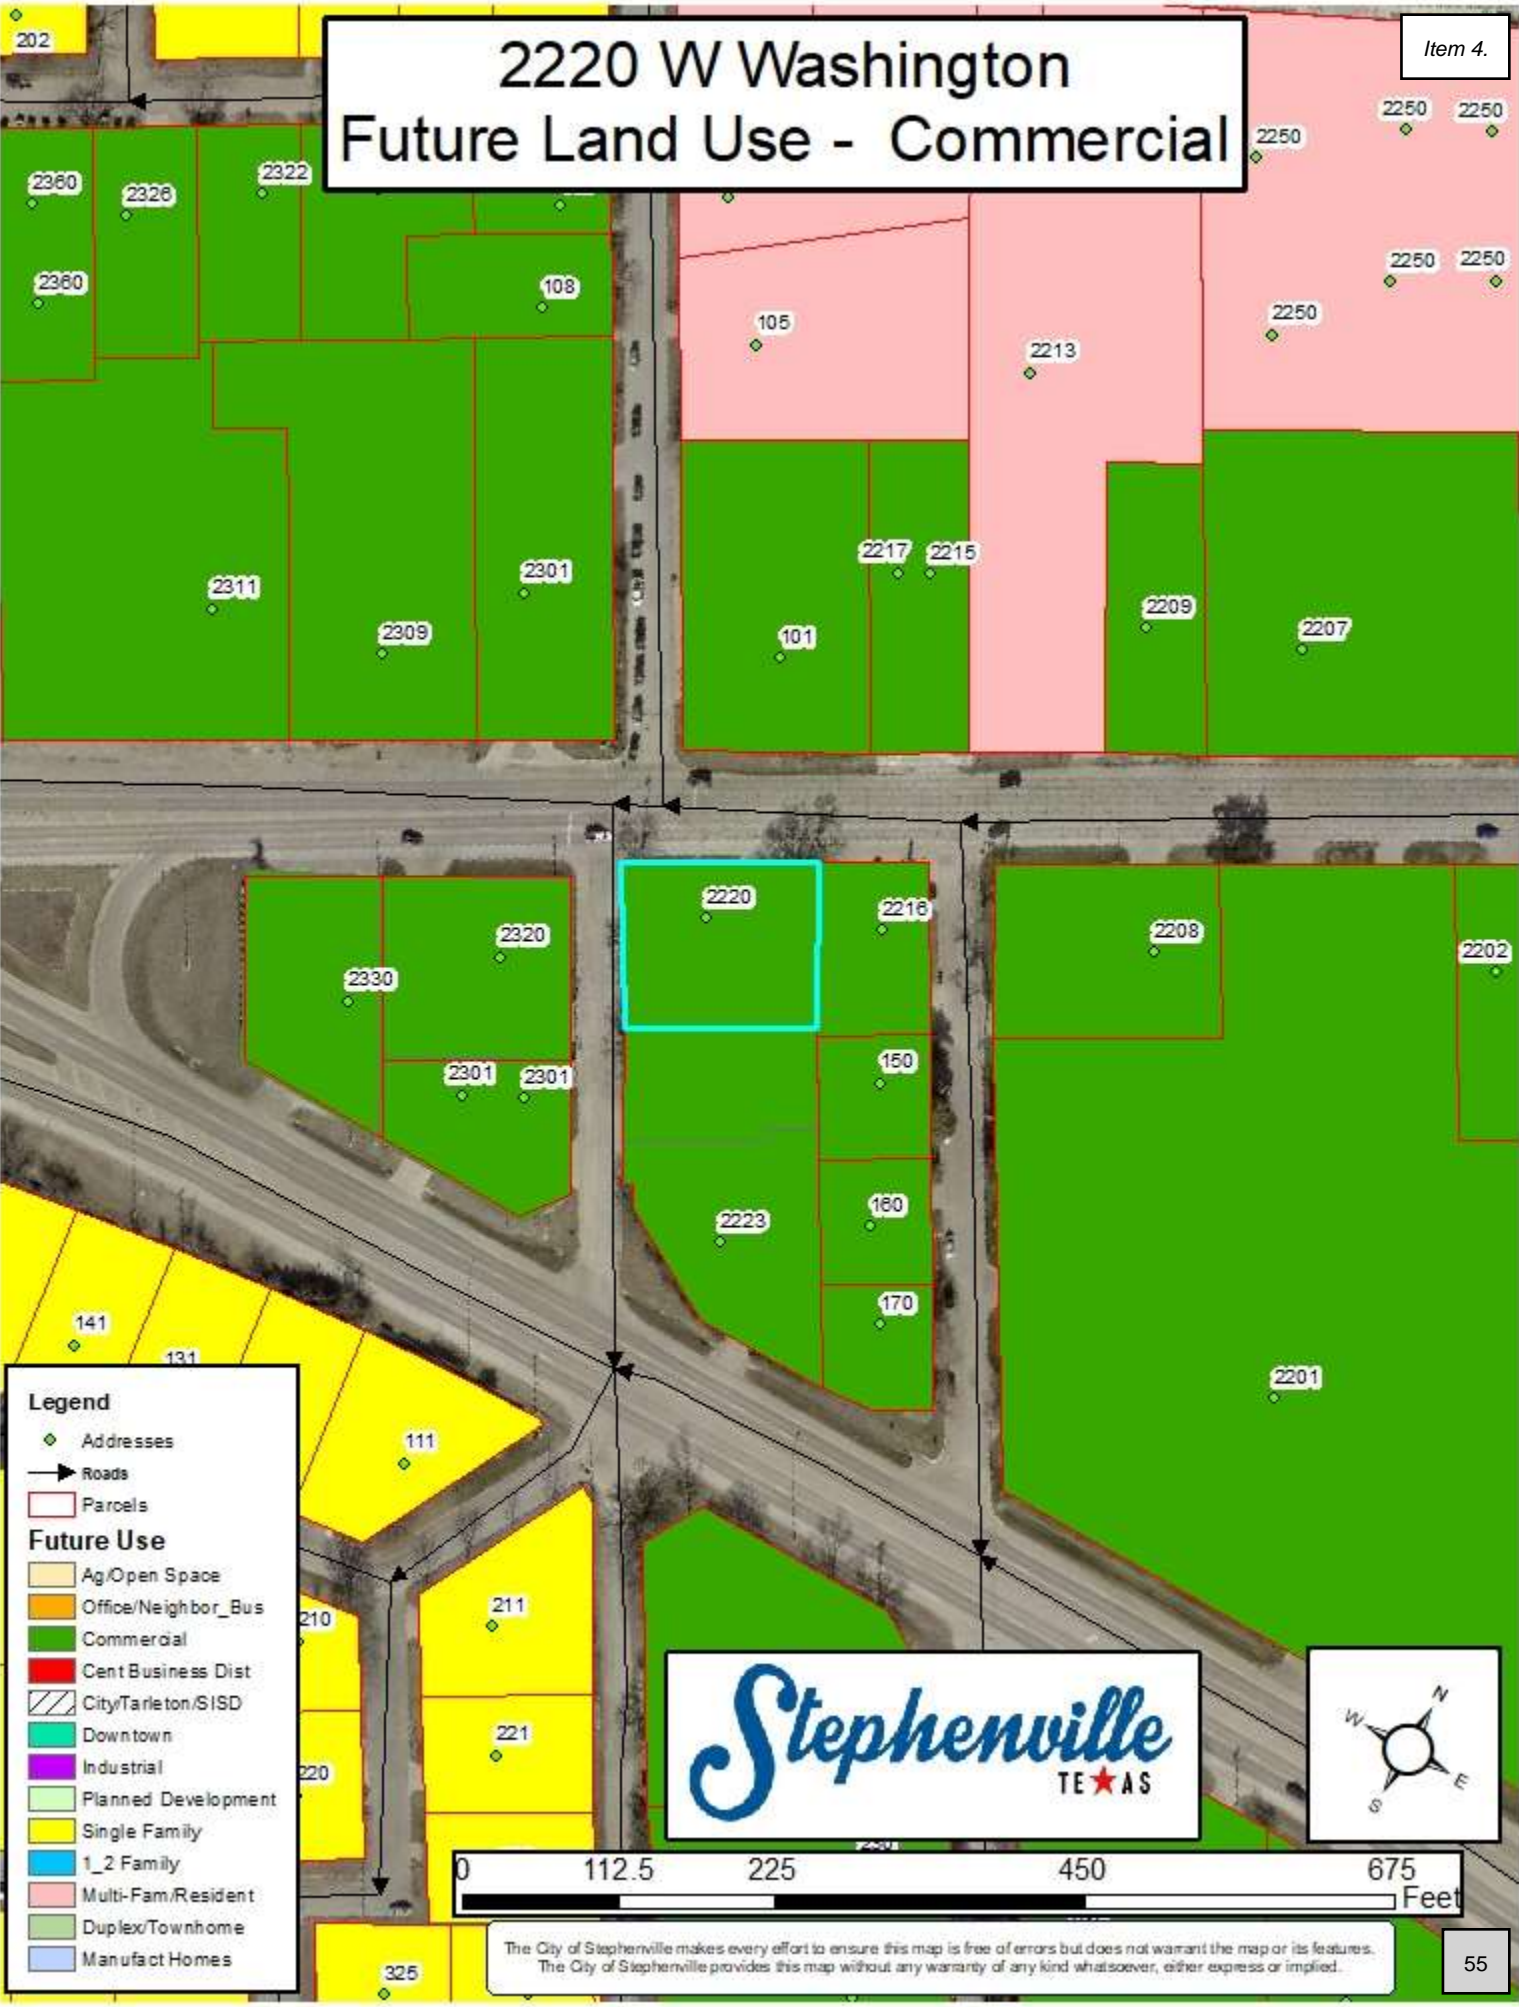 Item 4.
2220 W Washington
Future Land Use - Commercial
202
2360
2326
2322
2250
2250
2250
2360
108
105
2213
2250
2250
2250
2311
2309
2301
101
2217
2215
2209
2207
2220
2216
2320
2330
2208
2202
2301
2301
150
160
2223
170
141
131
111
2201
211
221
210
220
325
Legend
Addresses
Roads
Parcels
Future Use
Ag/Open Space
Office/Neighbor_Bus
Commercial
Cent Business Dist
City/Tarleton/SISD
Downtown
Industrial
Planned Development
Single Family
1_2 Family
Multi-Fam/Resident
Duplex/Townhome
Manufact Homes
Stephenville
TEXAS
N
W
E
S
0 112.5 225 450 675
Feet
The City of Stephenville makes every effort to ensure this map is free of errors but does not warrant the map or its features.
The City of Stephenville provides this map without any warranty of any kind whatsoever, either express or implied.
55